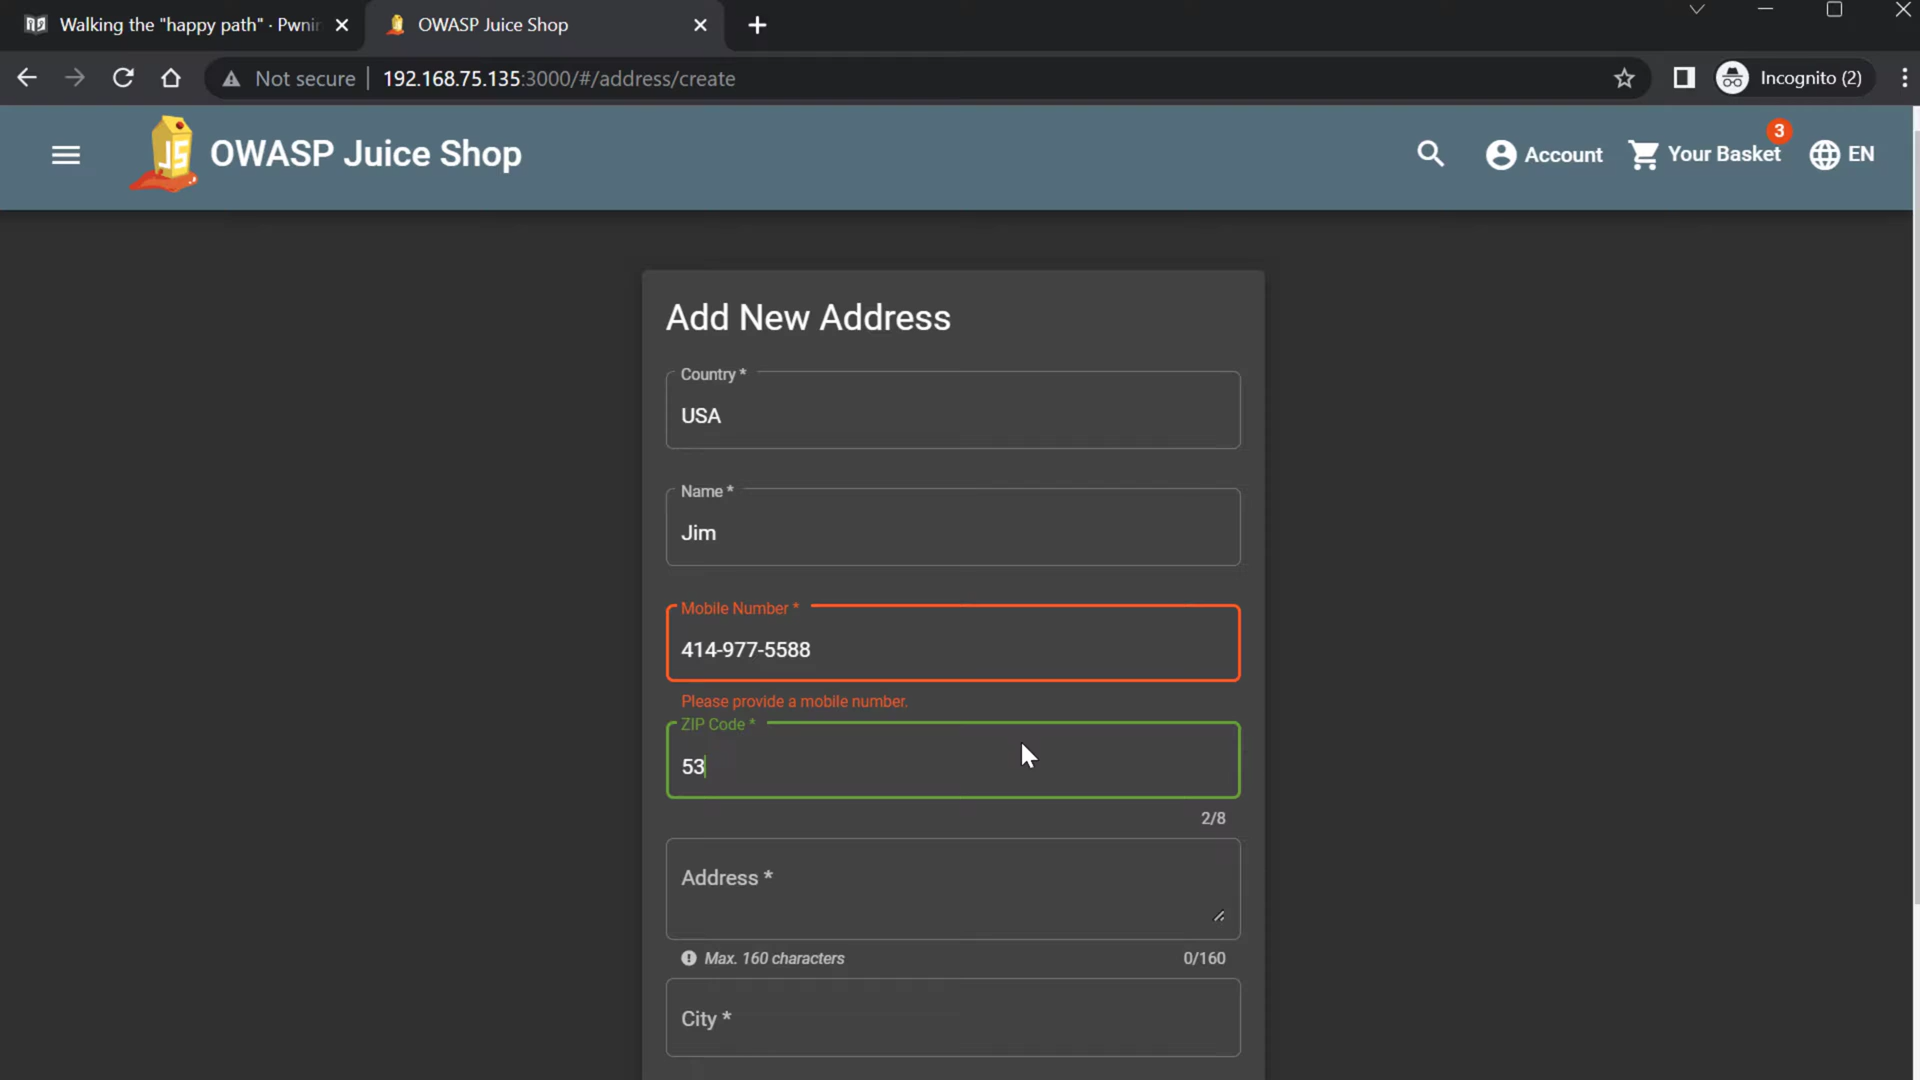 Walking the "happy path" · Pwni
OWASP Juice Shop
Not secure
192.168.75.135:3000/#/address/create
Incognito (2)
JS
OWASP Juice Shop
Account
Your Basket
3
EN
Add New Address
Country *
USA
Name *
Jim
Mobile Number *
414-977-5588
Please provide a mobile number.
ZIP Code *
53
2/8
Address *
Max. 160 characters
0/160
City *